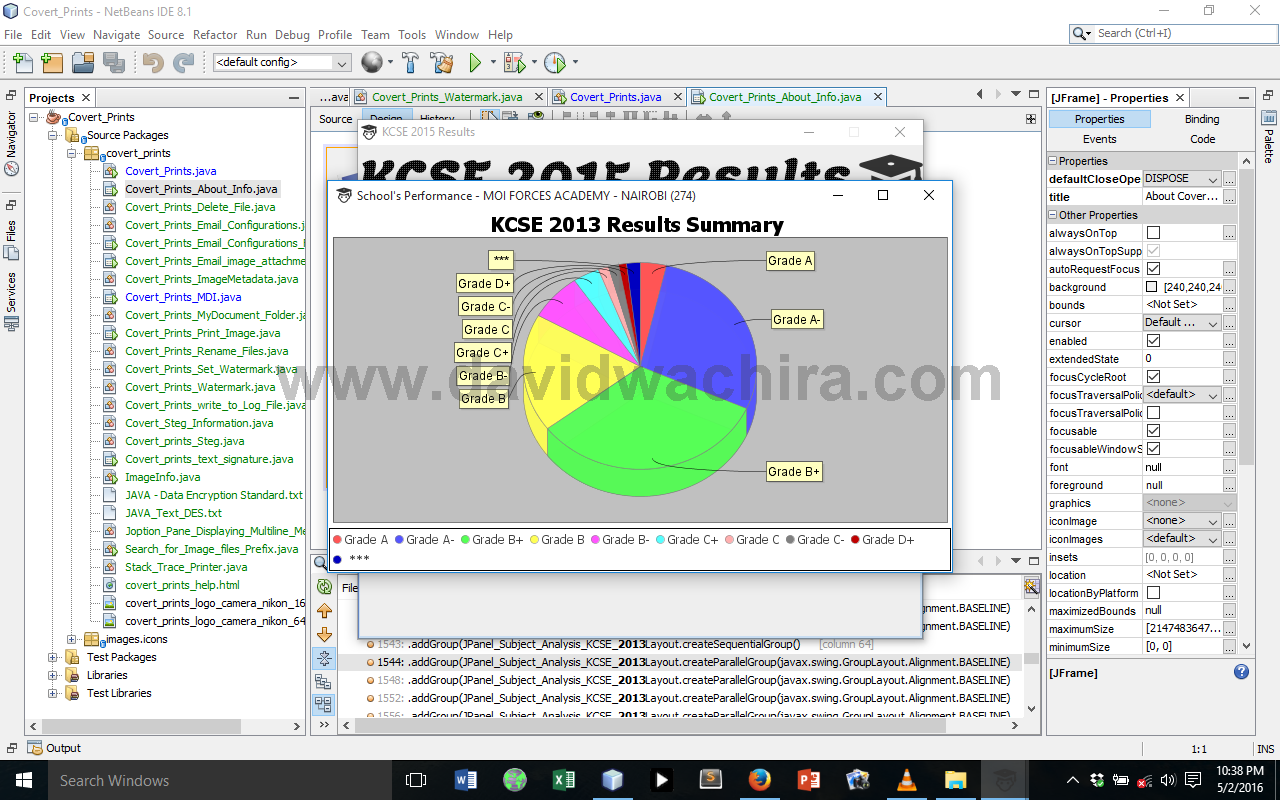 Covert_Prints - NetBeans IDE 8.1
File Edit View Navigate Source Refactor Run Debug Profile Team Tools Window Help
Search (Ctrl+I)
<default config>
Navigator
Files
Services
Projects
Covert_Prints
Source Packages
covert_prints
Covert_Prints.java
Covert_Prints_About_Info.java
Covert_Prints_Delete_File.java
Covert_Prints_Email_Configurations.j
Covert_Prints_Email_Configurations_I
Covert_Prints_Email_image_attachme
Covert_Prints_ImageMetadata.java
Covert_Prints_MDI.java
Covert_Prints_MyDocument_Folder.ja
Covert_Prints_Print_Image.java
Covert_Prints_Rename_Files.java
Covert_Prints_Set_Watermark.java
Covert_Prints_Watermark.java
Covert_Prints_write_to_Log_File.java
Covert_Steg_Information.java
Covert_prints_Steg.java
Covert_prints_text_signature.java
ImageInfo.java
JAVA - Data Encryption Standard.txt
JAVA_Text_DES.txt
Joption_Pane_Displaying_Multiline_Me
Search_for_Image_files_Prefix.java
Stack_Trace_Printer.java
covert_prints_help.html
covert_prints_logo_camera_nikon_16
covert_prints_logo_camera_nikon_64
images.icons
Test Packages
Libraries
Test Libraries
...ava Covert_Prints_Watermark.java Covert_Prints.java Covert_Prints_About_Info.java
Source Design History
KCSE 2015 Results
KCSE 2015 Results
School's Performance - MOI FORCES ACADEMY - NAIROBI (274)
KCSE 2013 Results Summary
***
Grade D+
Grade C-
Grade C
Grade C+
Grade B-
Grade B
Grade A
Grade A-
Grade B+
www.davidwachira.com
Grade A Grade A- Grade B+ Grade B Grade B- Grade C+ Grade C Grade C- Grade D+
***
File
nment.BASELINE)
nment.BASELINE)
1543: .addGroup(JPanel_Subject_Analysis_KCSE_2013Layout.createSequentialGroup() [column 64]
1544: .addGroup(JPanel_Subject_Analysis_KCSE_2013Layout.createParallelGroup(javax.swing.GroupLayout.Alignment.BASELINE)
1548: .addGroup(JPanel_Subject_Analysis_KCSE_2013Layout.createParallelGroup(javax.swing.GroupLayout.Alignment.BASELINE)
1552: .addGroup(JPanel_Subject_Analysis_KCSE_2013Layout.createParallelGroup(javax.swing.GroupLayout.Alignment.BASELINE)
1556: .addGroup(JPanel_Subject_Analysis_KCSE_2013Layout.createParallelGroup(javax.swing.GroupLayout.Alignment.BASELINE)
[JFrame] - Properties
Properties Binding
Events Code
Properties
defaultCloseOpe DISPOSE ...
title About Cover... ...
Other Properties
alwaysOnTop ...
alwaysOnTopSupp
autoRequestFocus ...
background [240,240,24 ...
bounds <Not Set> ...
cursor Default ... ...
enabled ...
extendedState 0 ...
focusCycleRoot ...
focusTraversalPolic <default> ...
focusTraversalPolic ...
focusable ...
focusableWindowS ...
font null ...
foreground null ...
graphics <none>
iconImage <none> ...
iconImages <default> ...
insets [0, 0, 0, 0] ...
location <Not Set> ...
locationByPlatform ...
maximizedBounds null ...
maximumSize [2147483647... ...
minimumSize [0, 0] ...
[JFrame]
Palette
Output
1:1 INS
Search Windows
10:38 PM
5/2/2016